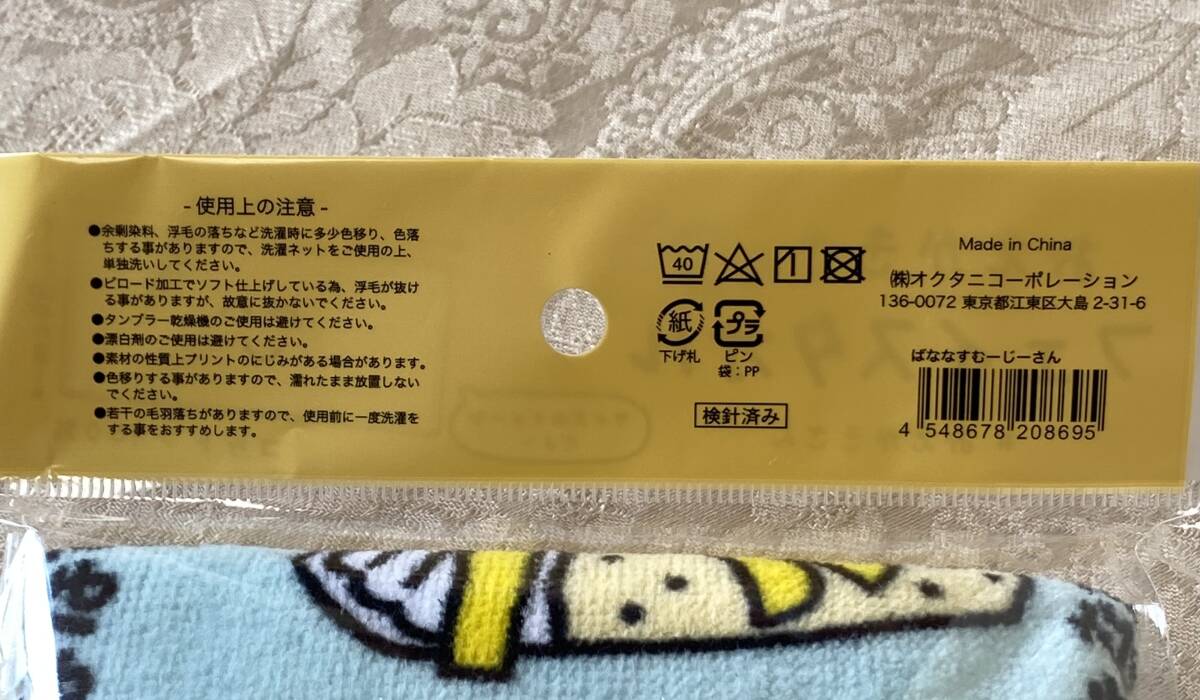 - 使用上の注意 -
●余剰染料、浮毛の落ちなど洗濯時に多少色移り、色落
ちする事がありますので、洗濯ネットをご使用の上、
単独洗いしてください。
●ビロード加工でソフト仕上げしている為、浮毛が抜け
る事がありますが、故意に抜かないでください。
●タンブラー乾燥機のご使用は避けてください。
●漂白剤のご使用は避けてください。
●素材の性質上プリントのにじみがある場合があります。
●色移りする事がありますので、濡れたまま放置しない
でください。
●若干の毛羽落ちがありますので、使用前に一度洗濯を
する事をおすすめします。
40
紙
プラ
下げ札
ピン
袋：PP
検針済み
Made in China
㈱オクタニコーポレーション
136-0072 東京都江東区大島 2-31-6
ばななすむーじーさん
4 548678 208695